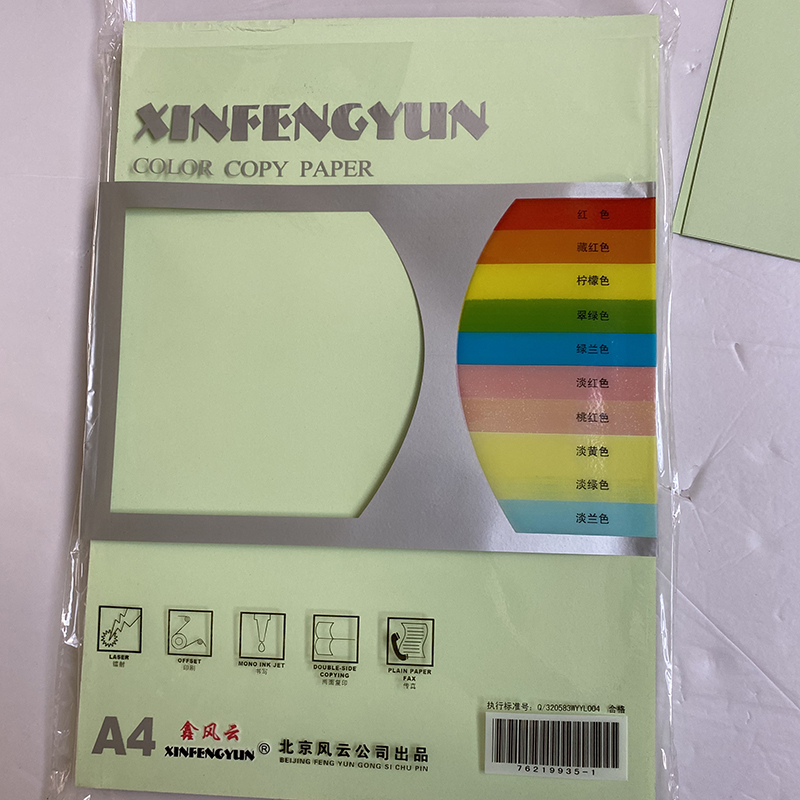 XINFENGYUN
COLOR COPY PAPER
红 色
藏红色
柠檬色
翠绿色
绿兰色
淡红色
桃红色
淡黄色
淡绿色
淡兰色
LASER
镭射
OFFSET
印刷
MONO INK JET
书写
DOUBLE-SIDE
COPYING
两面复印
PLAIN PAPER
FAX
传真
执行标准号：Q/320583WYYL004 合格
76219935-1
A4
鑫风云
XINFENGYUN®
北京风云公司出品
BEIJING FENG YUN GONG SI CHU PIN